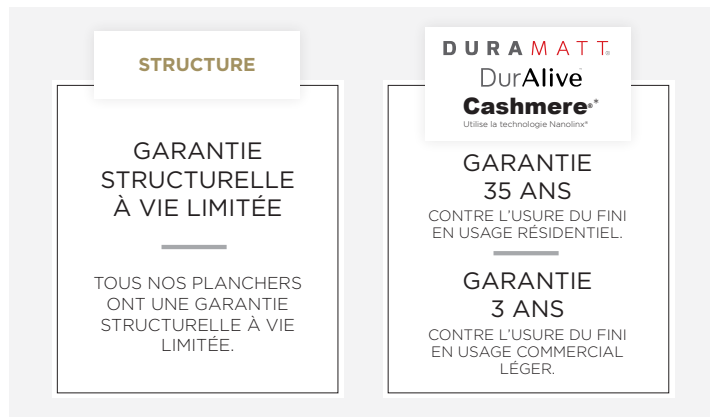 STRUCTURE
GARANTIE
STRUCTURELLE
À VIE LIMITÉE
TOUS NOS PLANCHERS
ONT UNE GARANTIE
STRUCTURELLE À VIE
LIMITÉE.
DURAMATT®
DurAlive™
Cashmere®*
Utilise la technologie Nanolinx*
GARANTIE
35 ANS
CONTRE L'USURE DU FINI
EN USAGE RÉSIDENTIEL.
GARANTIE
3 ANS
CONTRE L'USURE DU FINI
EN USAGE COMMERCIAL
LÉGER.